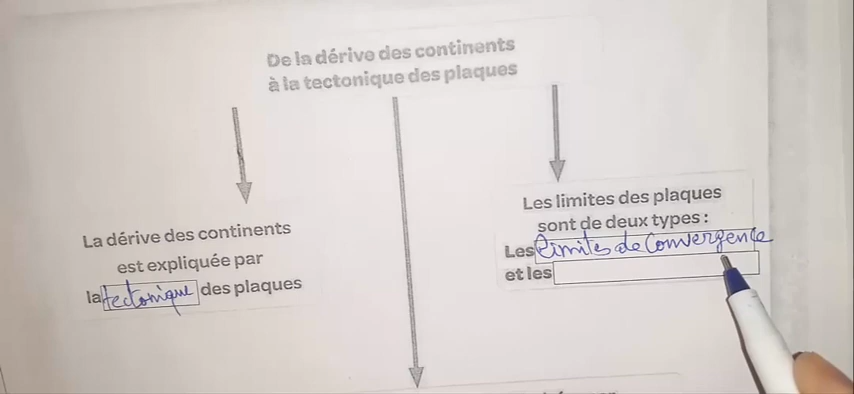 De la dérive des continents
à la tectonique des plaques
La dérive des continents
est expliquée par
la tectonique des plaques
Les limites des plaques
sont de deux types :
Les limites de convergence
et les